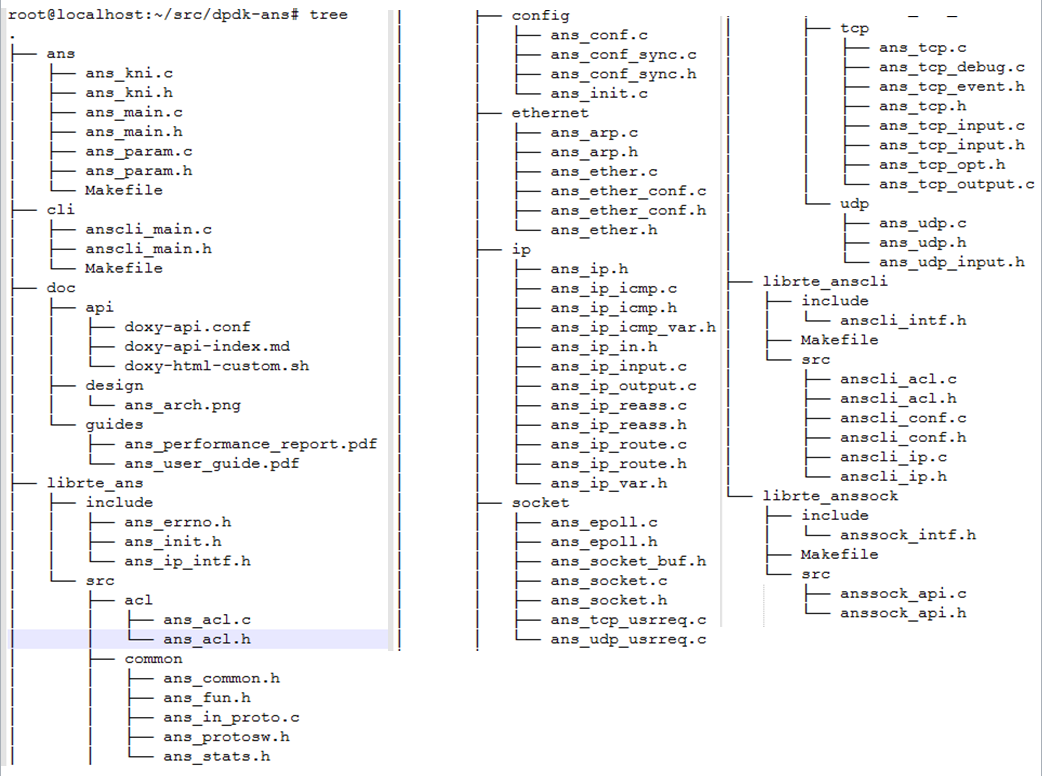 root@localhost:~/src/dpdk-ans# tree
.
├── ans
│   ├── ans_kni.c
│   ├── ans_kni.h
│   ├── ans_main.c
│   ├── ans_main.h
│   ├── ans_param.c
│   ├── ans_param.h
│   └── Makefile
├── cli
│   ├── anscli_main.c
│   ├── anscli_main.h
│   └── Makefile
├── doc
│   ├── api
│   │   ├── doxy-api.conf
│   │   ├── doxy-api-index.md
│   │   └── doxy-html-custom.sh
│   ├── design
│   │   └── ans_arch.png
│   └── guides
│       ├── ans_performance_report.pdf
│       └── ans_user_guide.pdf
├── librte_ans
│   ├── include
│   │   ├── ans_errno.h
│   │   ├── ans_init.h
│   │   └── ans_ip_intf.h
│   └── src
│       ├── acl
│       │   ├── ans_acl.c
│       │   └── ans_acl.h
│       ├── common
│       │   ├── ans_common.h
│       │   ├── ans_fun.h
│       │   ├── ans_in_proto.c
│       │   ├── ans_protosw.h
│       │   └── ans_stats.h
│       ├── config
│       │   ├── ans_conf.c
│       │   ├── ans_conf_sync.c
│       │   ├── ans_conf_sync.h
│       │   └── ans_init.c
│       ├── ethernet
│       │   ├── ans_arp.c
│       │   ├── ans_arp.h
│       │   ├── ans_ether.c
│       │   ├── ans_ether_conf.c
│       │   ├── ans_ether_conf.h
│       │   └── ans_ether.h
│       ├── ip
│       │   ├── ans_ip.h
│       │   ├── ans_ip_icmp.c
│       │   ├── ans_ip_icmp.h
│       │   ├── ans_ip_icmp_var.h
│       │   ├── ans_ip_in.h
│       │   ├── ans_ip_input.c
│       │   ├── ans_ip_output.c
│       │   ├── ans_ip_reass.c
│       │   ├── ans_ip_reass.h
│       │   ├── ans_ip_route.c
│       │   ├── ans_ip_route.h
│       │   └── ans_ip_var.h
│       ├── socket
│       │   ├── ans_epoll.c
│       │   ├── ans_epoll.h
│       │   ├── ans_socket_buf.h
│       │   ├── ans_socket.c
│       │   ├── ans_socket.h
│       │   ├── ans_tcp_usrreq.c
│       │   └── ans_udp_usrreq.c
│       ├── tcp
│       │   ├── ans_tcp.c
│       │   ├── ans_tcp_debug.c
│       │   ├── ans_tcp_event.h
│       │   ├── ans_tcp.h
│       │   ├── ans_tcp_input.c
│       │   ├── ans_tcp_input.h
│       │   ├── ans_tcp_opt.h
│       │   └── ans_tcp_output.c
│       └── udp
│           ├── ans_udp.c
│           ├── ans_udp.h
│           └── ans_udp_input.h
├── librte_anscli
│   ├── include
│   │   └── anscli_intf.h
│   ├── Makefile
│   └── src
│       ├── anscli_acl.c
│       ├── anscli_acl.h
│       ├── anscli_conf.c
│       ├── anscli_conf.h
│       ├── anscli_ip.c
│       └── anscli_ip.h
└── librte_anssock
    ├── include
    │   └── anssock_intf.h
    ├── Makefile
    └── src
        ├── anssock_api.c
        └── anssock_api.h